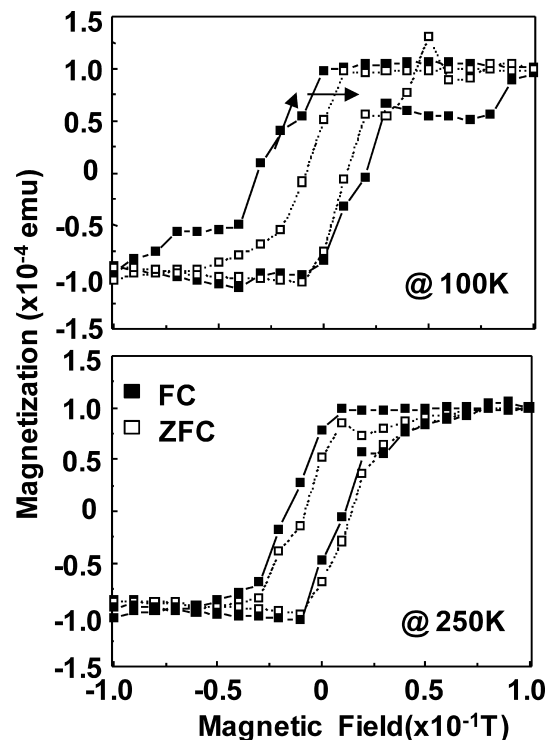 1.5
1.0
0.5
0
-0.5
-1.0
-1.5
@ 100K
1.5
1.0
0.5
0
-0.5
-1.0
-1.5
FC
ZFC
@ 250K
-1.0 -0.5 0 0.5 1.0
Magnetic Field(x10⁻¹T)
Magnetization (x10⁻⁴ emu)